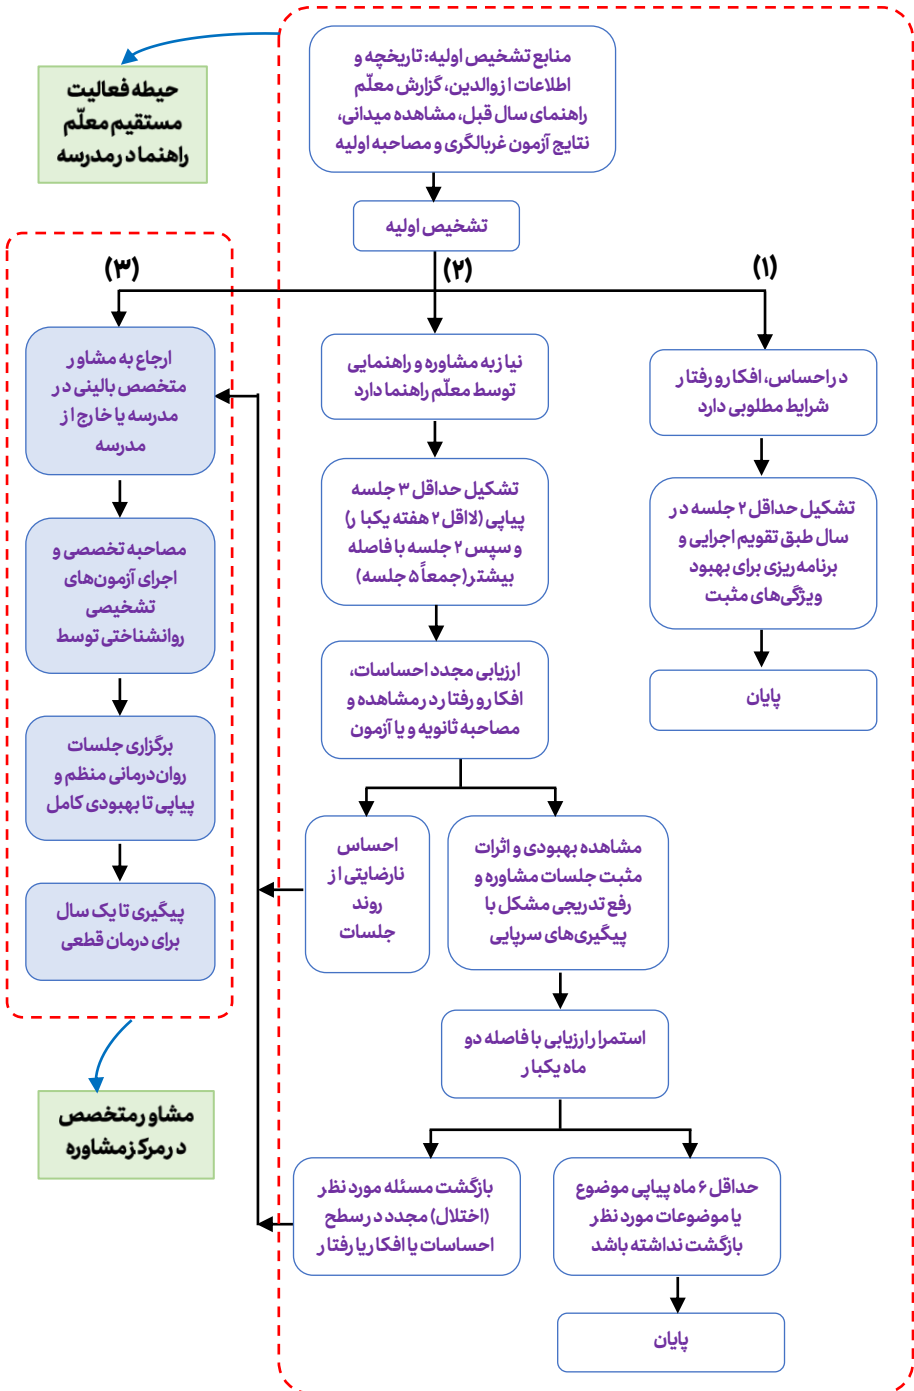 منابع تشخیص اولیه: تاریخچه و
اطلاعات از والدین، گزارش معلّم
راهنمای سال قبل، مشاهده میدانی،
نتایج آزمون غربالگری و مصاحبه اولیه
حیطه فعالیت
مستقیم معلّم
راهنما در مدرسه
تشخیص اولیه
(۱)
(۲)
(۳)
در احساس، افکار و رفتار
شرایط مطلوبی دارد
تشکیل حداقل ۲ جلسه در
سال طبق تقویم اجرایی و
برنامه ریزی برای بهبود
ویژگی‌های مثبت
پایان
نیاز به مشاوره و راهنمایی
توسط معلّم راهنما دارد
تشکیل حداقل ۳ جلسه
پیاپی (لااقل ۲ هفته یکبار)
و سپس ۲ جلسه با فاصله
بیشتر (جمعاً ۵ جلسه)
ارزیابی مجدد احساسات،
افکار و رفتار در مشاهده و
مصاحبه ثانویه و یا آزمون
مشاهده بهبودی و اثرات
مثبت جلسات مشاوره و
رفع تدریجی مشکل با
پیگیری‌های سرپایی
احساس
نارضایتی از
روند
جلسات
استمرار ارزیابی با فاصله دو
ماه یکبار
حداقل ۶ ماه پیاپی موضوع
یا موضوعات مورد نظر
بازگشت نداشته باشد
بازگشت مسئله مورد نظر
(اختلال) مجدد در سطح
احساسات یا افکار یا رفتار
پایان
ارجاع به مشاور
متخصص بالینی در
مدرسه یا خارج از
مدرسه
مصاحبه تخصصی و
اجرای آزمون‌های
تشخیصی
روانشناختی توسط
برگزاری جلسات
روان‌درمانی منظم و
پیاپی تا بهبودی کامل
پیگیری تا یک سال
برای درمان قطعی
مشاور متخصص
در مرکز مشاوره